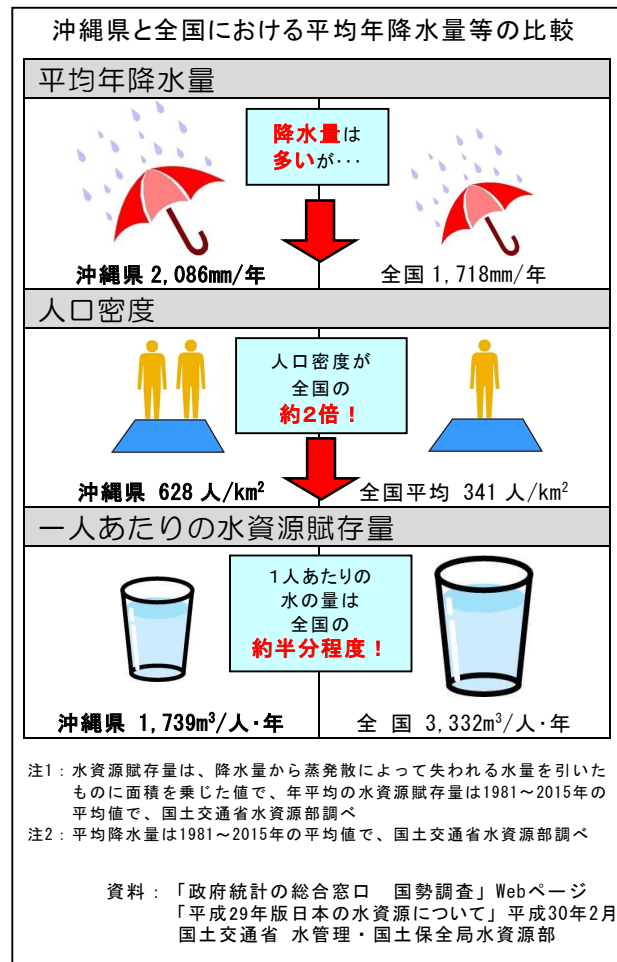 沖縄県と全国における平均年降水量等の比較
平均年降水量
降水量は
多いが･･･
沖縄県 2,086mm/年
全国 1,718mm/年
人口密度
人口密度が
全国の
約2倍！
沖縄県 628 人/km²
全国平均 341 人/km²
一人あたりの水資源賦存量
1人あたりの
水の量は
全国の
約半分程度！
沖縄県 1,739m³/人･年
全 国 3,332m³/人･年
注1：水資源賦存量は、降水量から蒸発散によって失われる水量を引いた
ものに面積を乗じた値で、年平均の水資源賦存量は1981～2015年の
平均値で、国土交通省水資源部調べ
注2：平均降水量は1981～2015年の平均値で、国土交通省水資源部調べ
資料：「政府統計の総合窓口　国勢調査」Webページ
「平成29年版日本の水資源について」平成30年2月
国土交通省 水管理・国土保全局水資源部